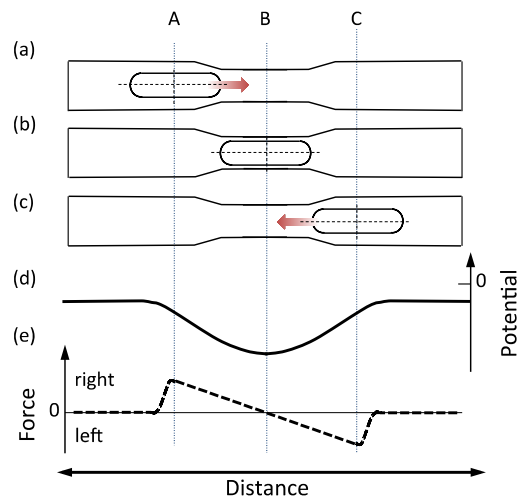 A B C
(a)
(b)
(c)
(d)
0
Potential
(e)
right
0
left
Force
Distance